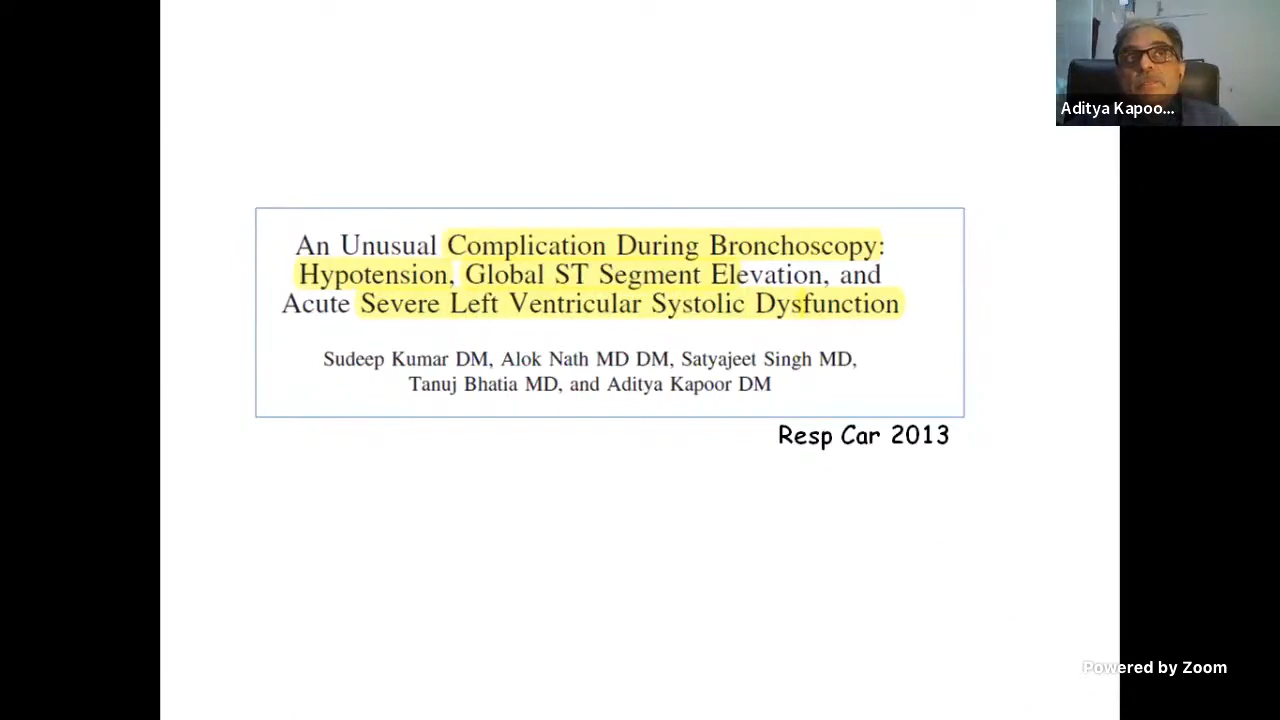 Aditya Kapoo...
An Unusual Complication During Bronchoscopy:
Hypotension, Global ST Segment Elevation, and
Acute Severe Left Ventricular Systolic Dysfunction
Sudeep Kumar DM, Alok Nath MD DM, Satyajeet Singh MD,
Tanuj Bhatia MD, and Aditya Kapoor DM
Resp Car 2013
Powered by Zoom